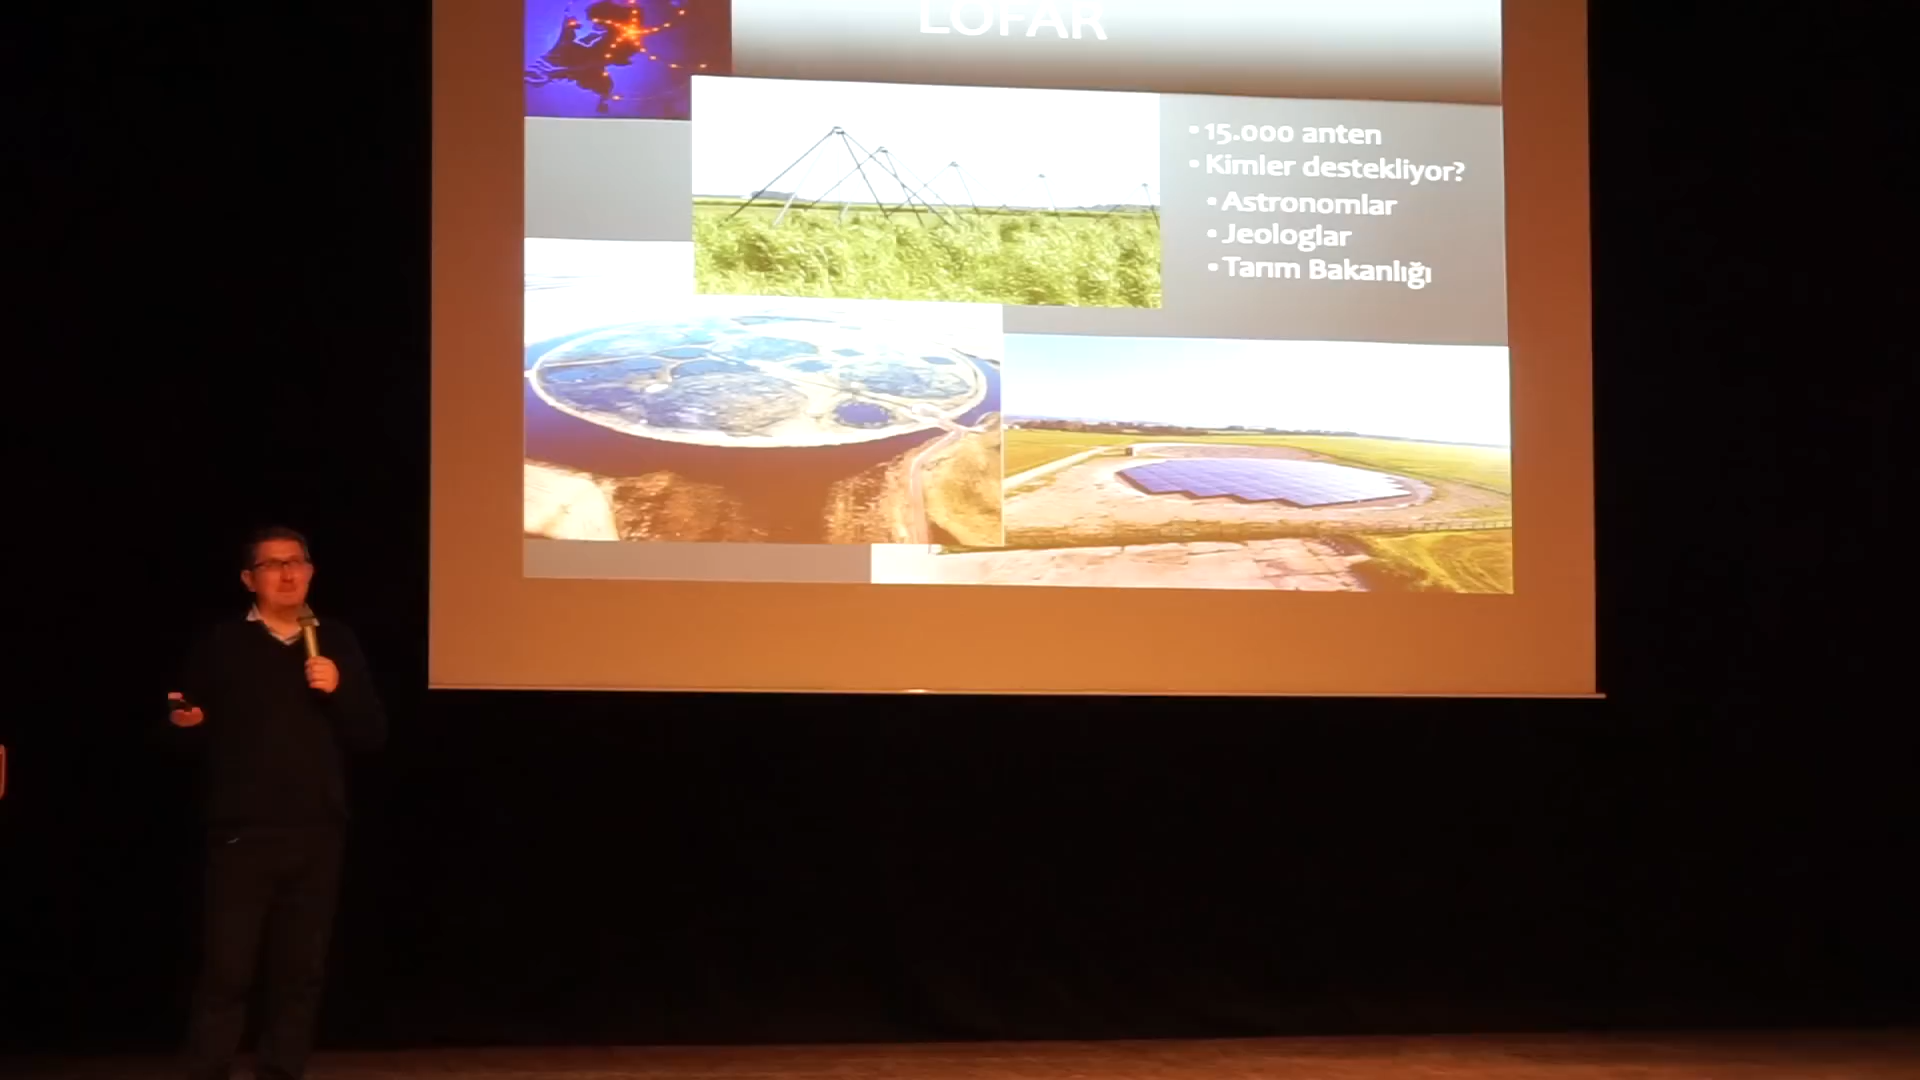 LOFAR
• 15.000 anten
• Kimler destekliyor?
• Astronomlar
• Jeologlar
• Tarım Bakanlığı